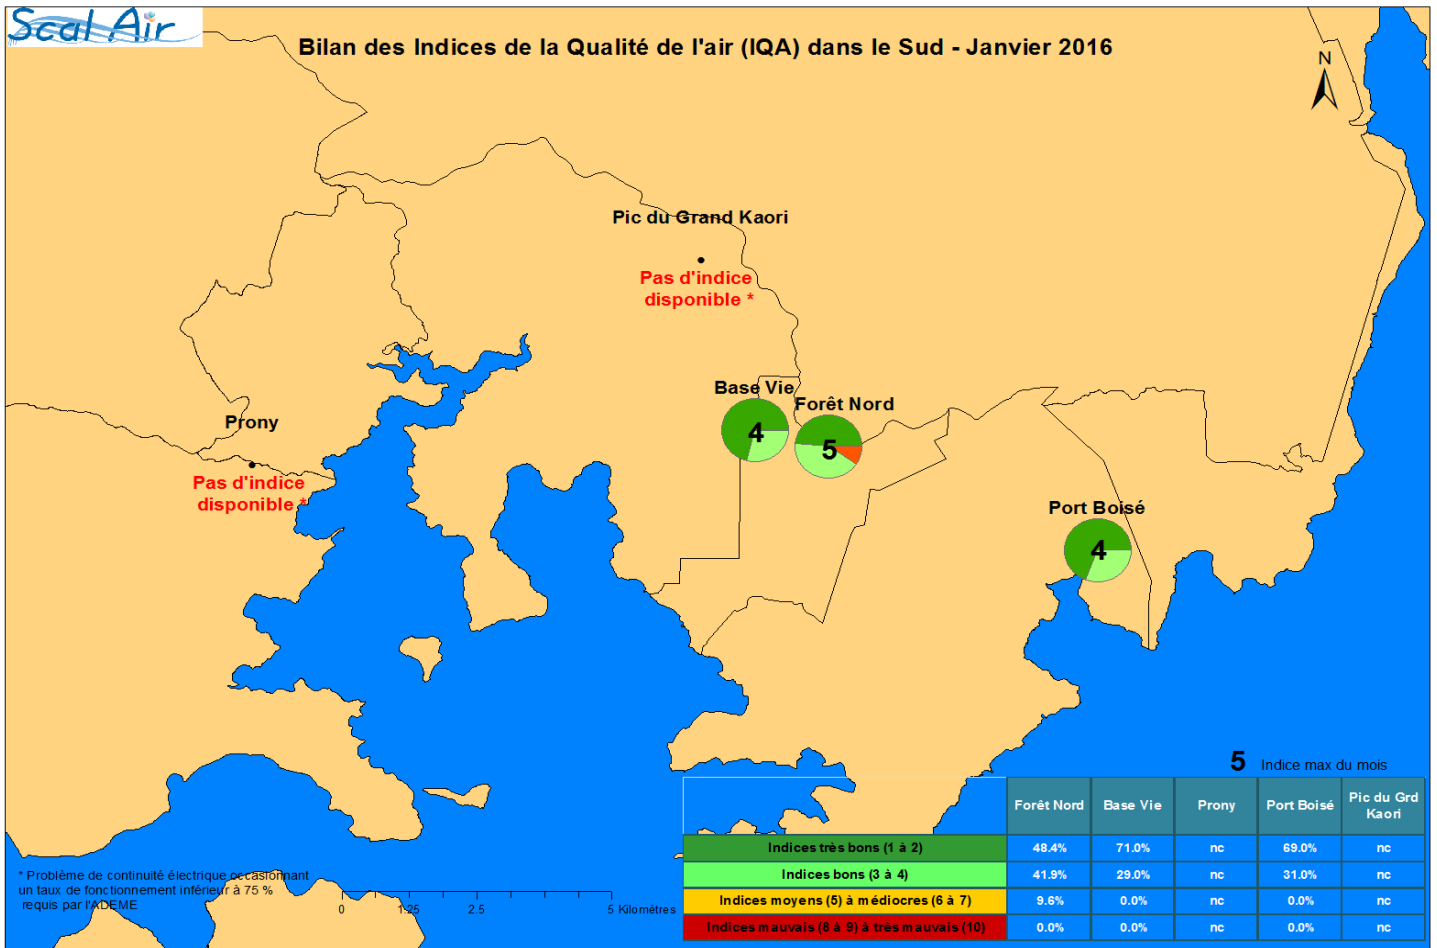 Scal Air
Bilan des Indices de la Qualité de l'air (IQA) dans le Sud - Janvier 2016
N
Pic du Grand Kaori
Pas d'indice
disponible *
Base Vie
4
Forêt Nord
5
Prony
Pas d'indice
disponible *
Port Boisé
4
5 Indice max du mois
Forêt Nord Base Vie Prony Port Boisé Pic du Grd
Kaori
Indices très bons (1 à 2) 48.4% 71.0% nc 69.0% nc
Indices bons (3 à 4) 41.9% 29.0% nc 31.0% nc
Indices moyens (5) à médiocres (6 à 7) 9.6% 0.0% nc 0.0% nc
Indices mauvais (8 à 9) à très mauvais (10) 0.0% 0.0% nc 0.0% nc
* Problème de continuité électrique occasionnant
un taux de fonctionnement inférieur à 75 %
requis par l'ADEME
0 1.25 2.5 5 Kilomètres